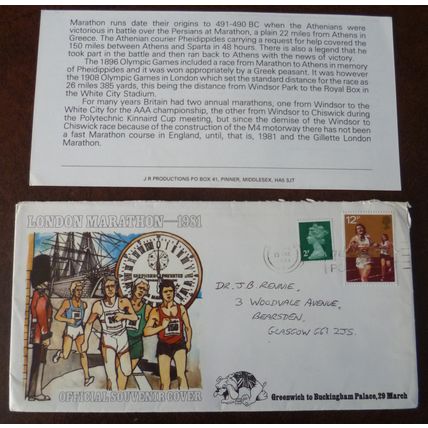 Marathon runs date their origins to 491-490 BC when the Athenians were
victorious in battle over the Persians at Marathon, a plain 22 miles from Athens in
Greece. The Athenian courier Pheidippides carrying a request for help covered the
150 miles between Athens and Sparta in 48 hours. There is also a legend that he
took part in the battle and then ran back to Athens with the news of victory.
The 1896 Olympic Games included a race from Marathon to Athens in memory
of Pheidippides and it was won appropriately by a Greek peasant. It was however
the 1908 Olympic Games in London which set the standard distance for the race as
26 miles 385 yards, this being the distance from Windsor Park to the Royal Box in
the White City Stadium.
For many years Britain had two annual marathons, one from Windsor to the
White City for the AAA championship, the other from Windsor to Chiswick during
the Polytechnic Kinnaird Cup meeting, but since the demise of the Windsor to
Chiswick race because of the construction of the M4 motorway there has not been
a fast Marathon course in England, until, that is, 1981 and the Gillette London
Marathon.
J R PRODUCTIONS PO BOX 41, PINNER, MIDDLESEX, HA5 5JT
LONDON MARATHON—1981
12P
DR. J.B. RENNIE,
3 WOODVALE AVENUE,
BEARSDEN,
GLASGOW G61 2JS.
OFFICIAL SOUVENIR COVER
Greenwich to Buckingham Palace, 29 March